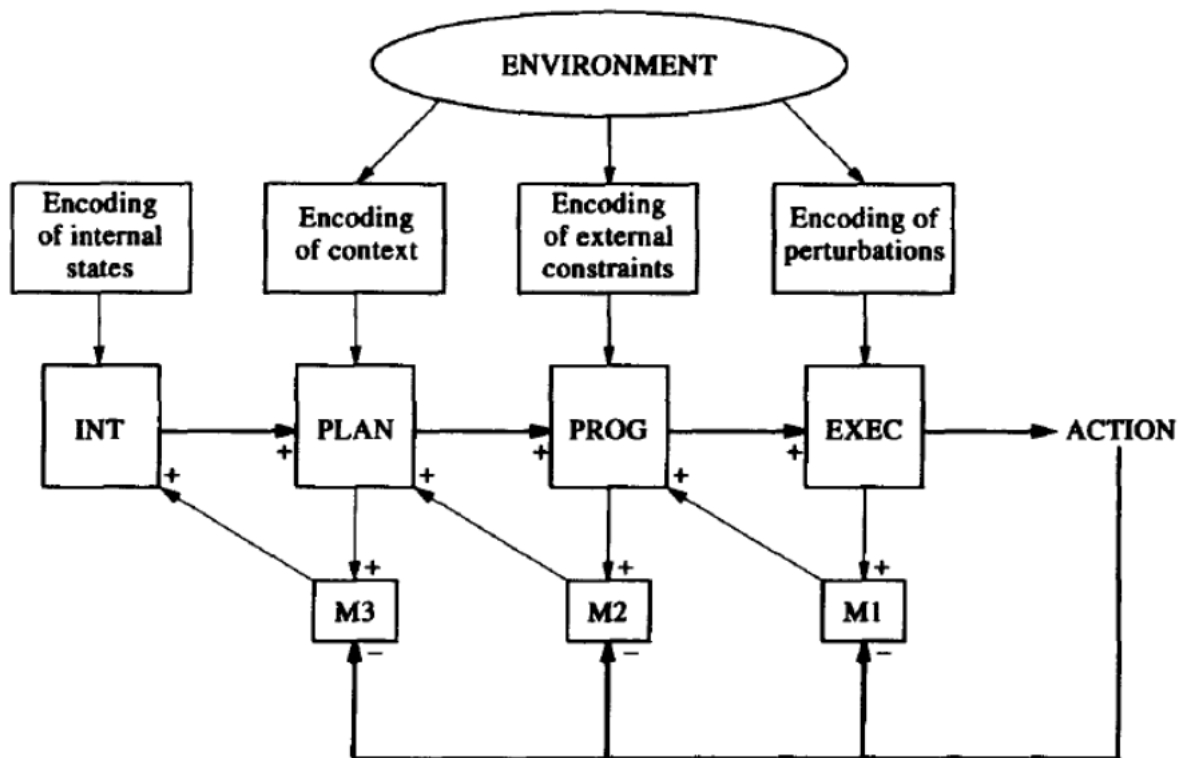 ENVIRONMENT
Encoding
of internal
states
Encoding
of context
Encoding
of external
constraints
Encoding of
perturbations
INT
PLAN
PROG
EXEC
ACTION
+
+
+
+
+
+
+
+
+
M3
M2
M1
−
−
−